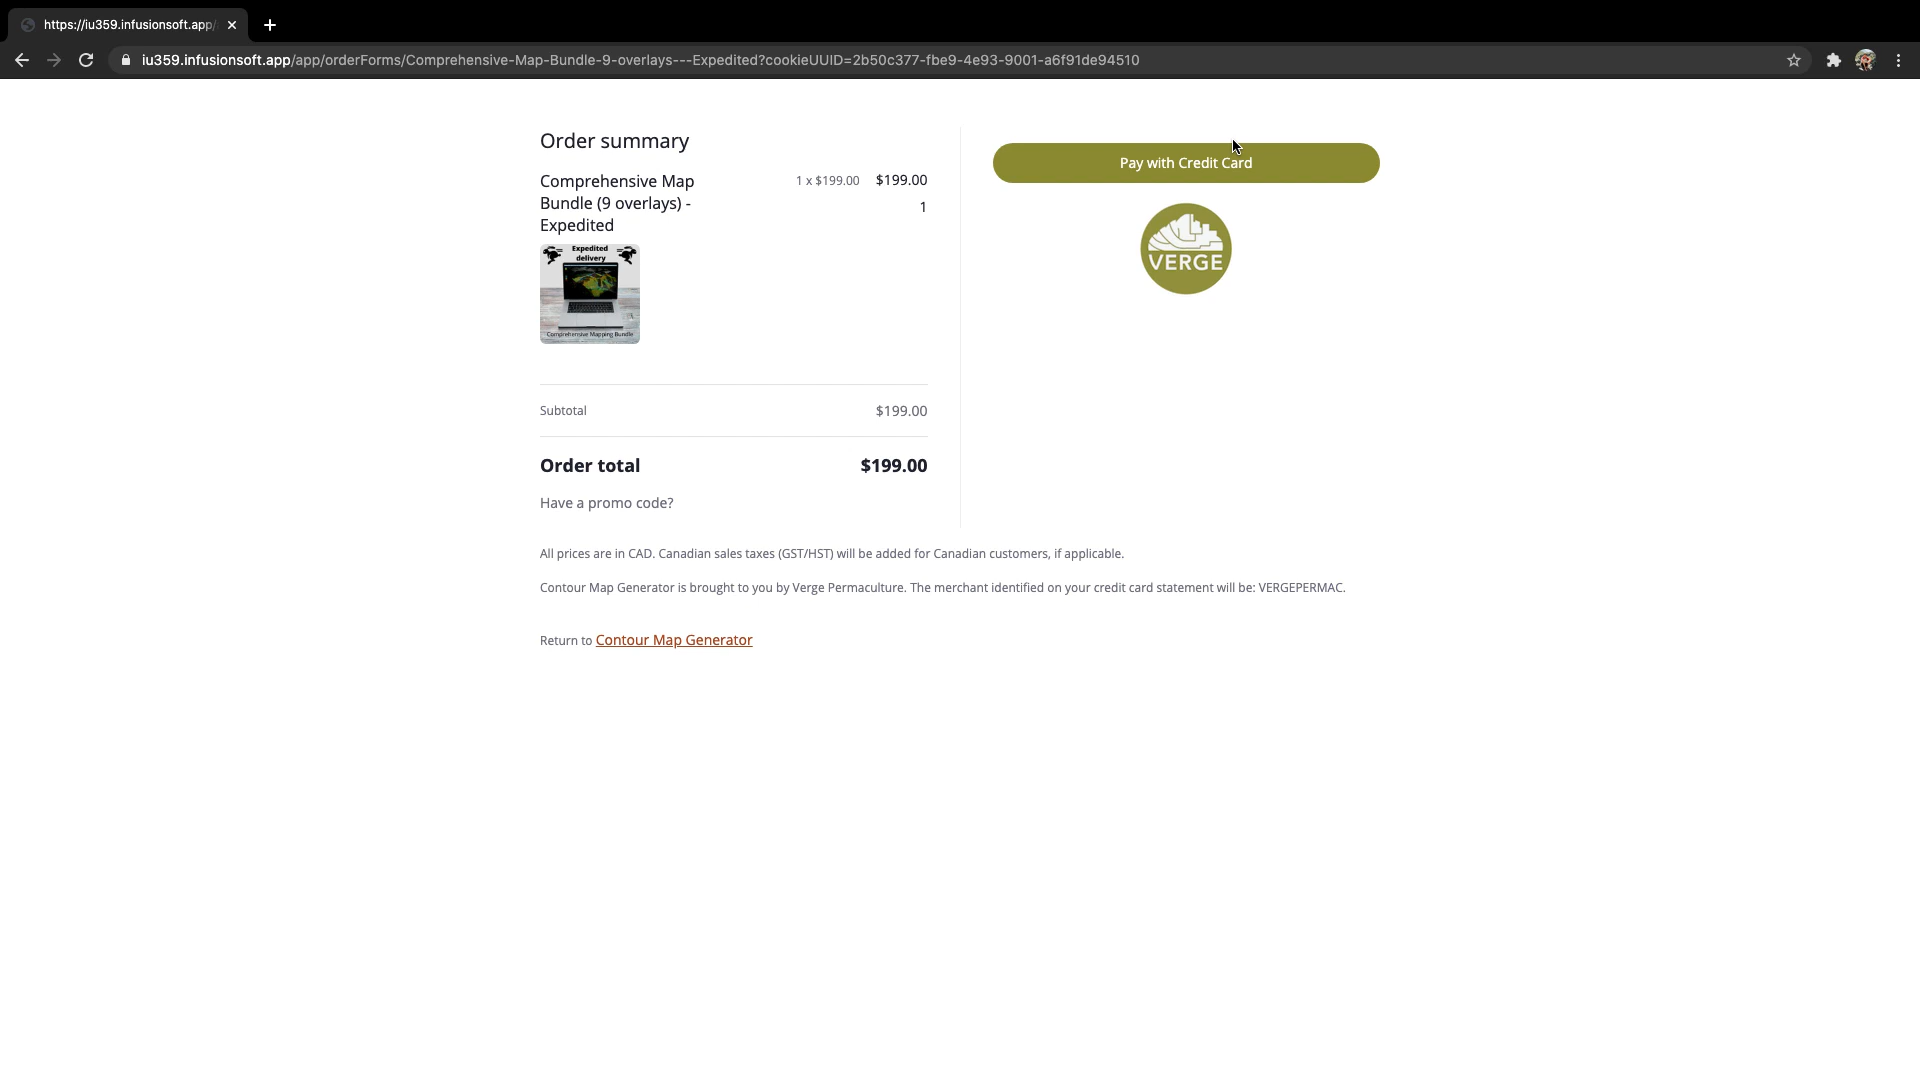 https://iu359.infusionsoft.app/
iu359.infusionsoft.app/app/orderForms/Comprehensive-Map-Bundle-9-overlays---Expedited?cookieUUID=2b50c377-fbe9-4e93-9001-a6f91de94510
Order summary
Comprehensive Map
Bundle (9 overlays) -
Expedited
1 x $199.00 $199.00
1
Expedited
delivery
Comprehensive Mapping Bundle
Subtotal $199.00
Order total $199.00
Have a promo code?
Pay with Credit Card
VERGE
All prices are in CAD. Canadian sales taxes (GST/HST) will be added for Canadian customers, if applicable.
Contour Map Generator is brought to you by Verge Permaculture. The merchant identified on your credit card statement will be: VERGEPERMAC.
Return to Contour Map Generator